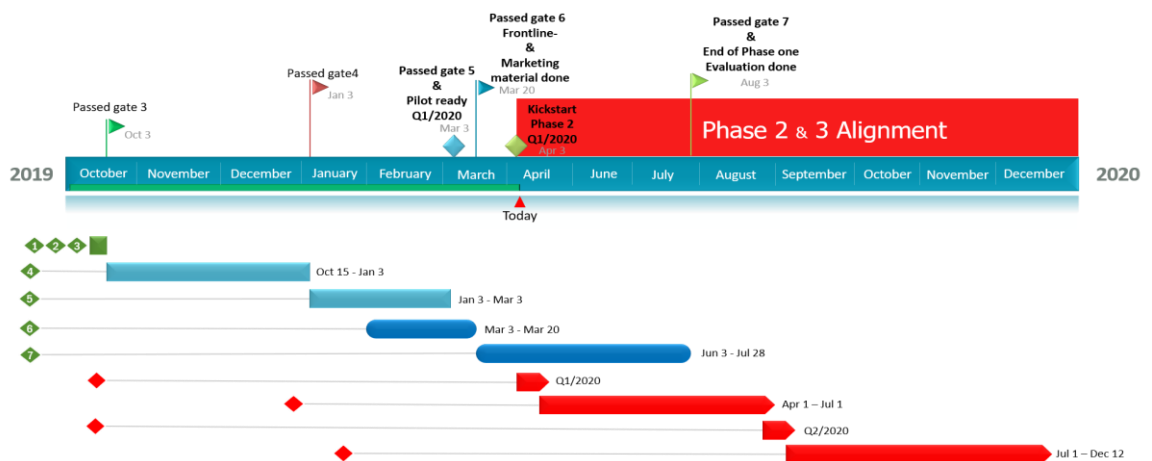 Passed gate 3
Oct 3
Passed gate4
Jan 3
Passed gate 5
&
Pilot ready
Q1/2020
Mar 3
Passed gate 6
Frontline-
&
Marketing
material done
Mar 20
Kickstart
Phase 2
Q1/2020
Apr 3
Passed gate 7
&
End of Phase one
Evaluation done
Aug 3
Phase 2 & 3 Alignment
2019 October November December January February March April June July August September October November December 2020
Today
1 2 3
4 Oct 15 - Jan 3
5 Jan 3 - Mar 3
6 Mar 3 - Mar 20
7 Jun 3 - Jul 28
Q1/2020
Apr 1 – Jul 1
Q2/2020
Jul 1 – Dec 12